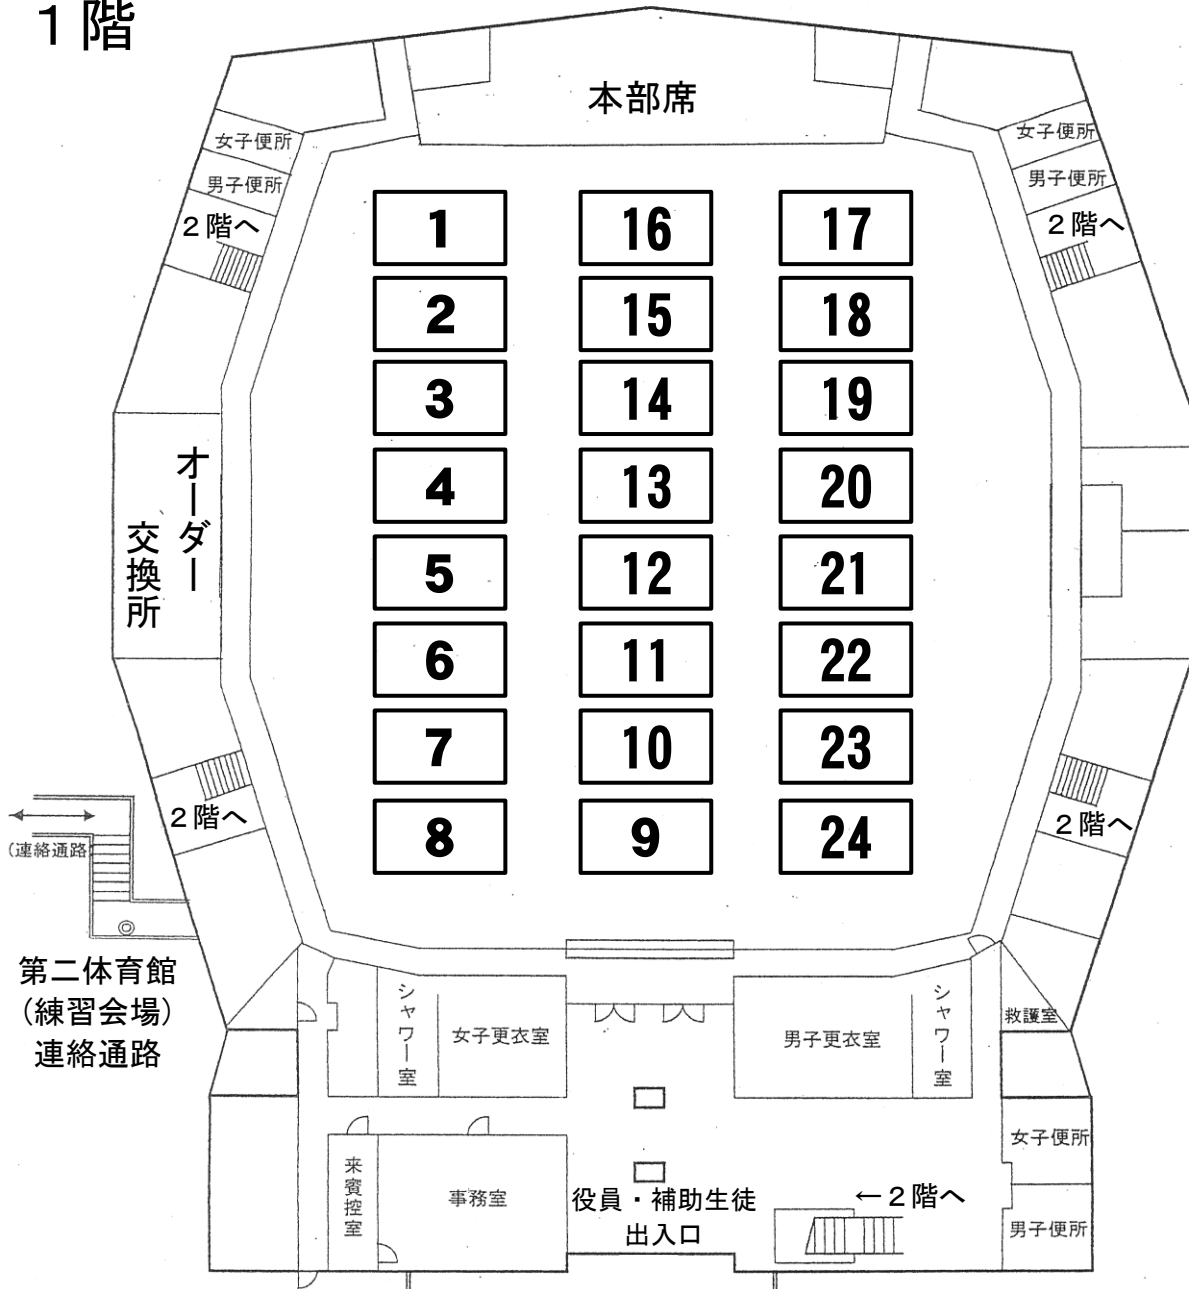 1階
本部席
女子便所
女子便所
男子便所
男子便所
2階へ
2階へ
1
16
17
2
15
18
3
14
19
4
13
20
5
12
21
6
11
22
7
10
23
8
9
24
オーダー
交換所
2階へ
2階へ
(連絡通路
第二体育館
(練習会場)
連絡通路
シャワー室
女子更衣室
男子更衣室
シャワー室
救護室
来賓控室
事務室
役員・補助生徒
出入口
←2階へ
女子便所
男子便所